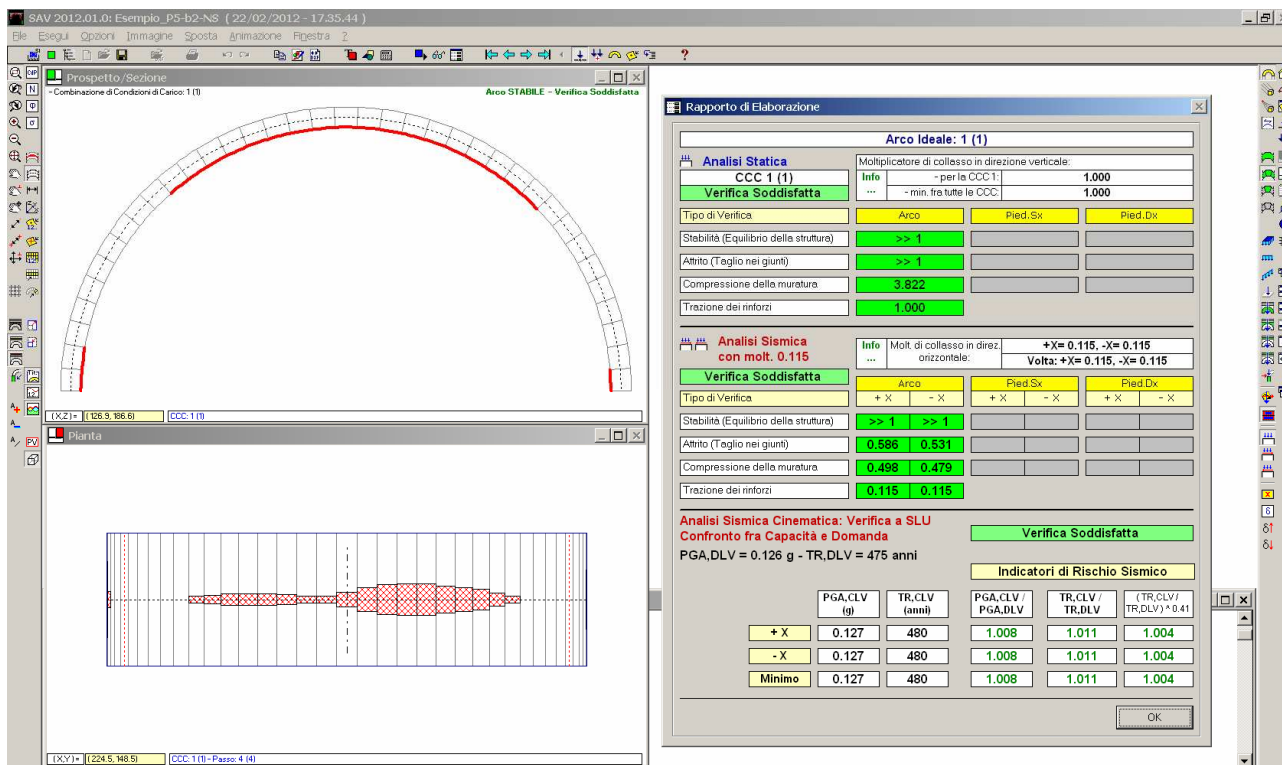 SAV 2012.01.0: Esempio_P5-b2-NS ( 22/02/2012 - 17.35.44 )
File Esegui Opzioni Immagine Sposta Animazione Finestra ?
Prospetto/Sezione
- Combinazione di Condizioni di Carico: 1 (1) Arco STABILE - Verifica Soddisfatta
(X,Z) = (126.9, 186.6) CCC: 1 (1)
Pianta
(X,Y) = (224.5, 148.5) CCC: 1 (1) - Passo: 4 (4)
Rapporto di Elaborazione
Arco Ideale: 1 (1)
Analisi Statica
CCC 1 (1)
Verifica Soddisfatta
Moltiplicatore di collasso in direzione verticale:
Info - per la CCC 1: 1.000
... - min. fra tutte le CCC: 1.000
Tipo di Verifica Arco Pied.Sx Pied.Dx
Stabilità (Equilibrio della struttura) >> 1
Attrito (Taglio nei giunti) >> 1
Compressione della muratura 3.822
Trazione dei rinforzi 1.000
Analisi Sismica
con molt. 0.115
Verifica Soddisfatta
Info Molt. di collasso in direz. +X= 0.115, -X= 0.115
... orizzontale: Volta: +X= 0.115, -X= 0.115
Arco Pied.Sx Pied.Dx
Tipo di Verifica + X - X + X - X + X - X
Stabilità (Equilibrio della struttura) >> 1 >> 1
Attrito (Taglio nei giunti) 0.586 0.531
Compressione della muratura 0.498 0.479
Trazione dei rinforzi 0.115 0.115
Analisi Sismica Cinematica: Verifica a SLU
Confronto fra Capacità e Domanda
Verifica Soddisfatta
PGA,DLV = 0.126 g - TR,DLV = 475 anni
Indicatori di Rischio Sismico
PGA,CLV (g) TR,CLV (anni) PGA,CLV / PGA,DLV TR,CLV / TR,DLV (TR,CLV / TR,DLV) ^ 0.41
+ X 0.127 480 1.008 1.011 1.004
- X 0.127 480 1.008 1.011 1.004
Minimo 0.127 480 1.008 1.011 1.004
OK